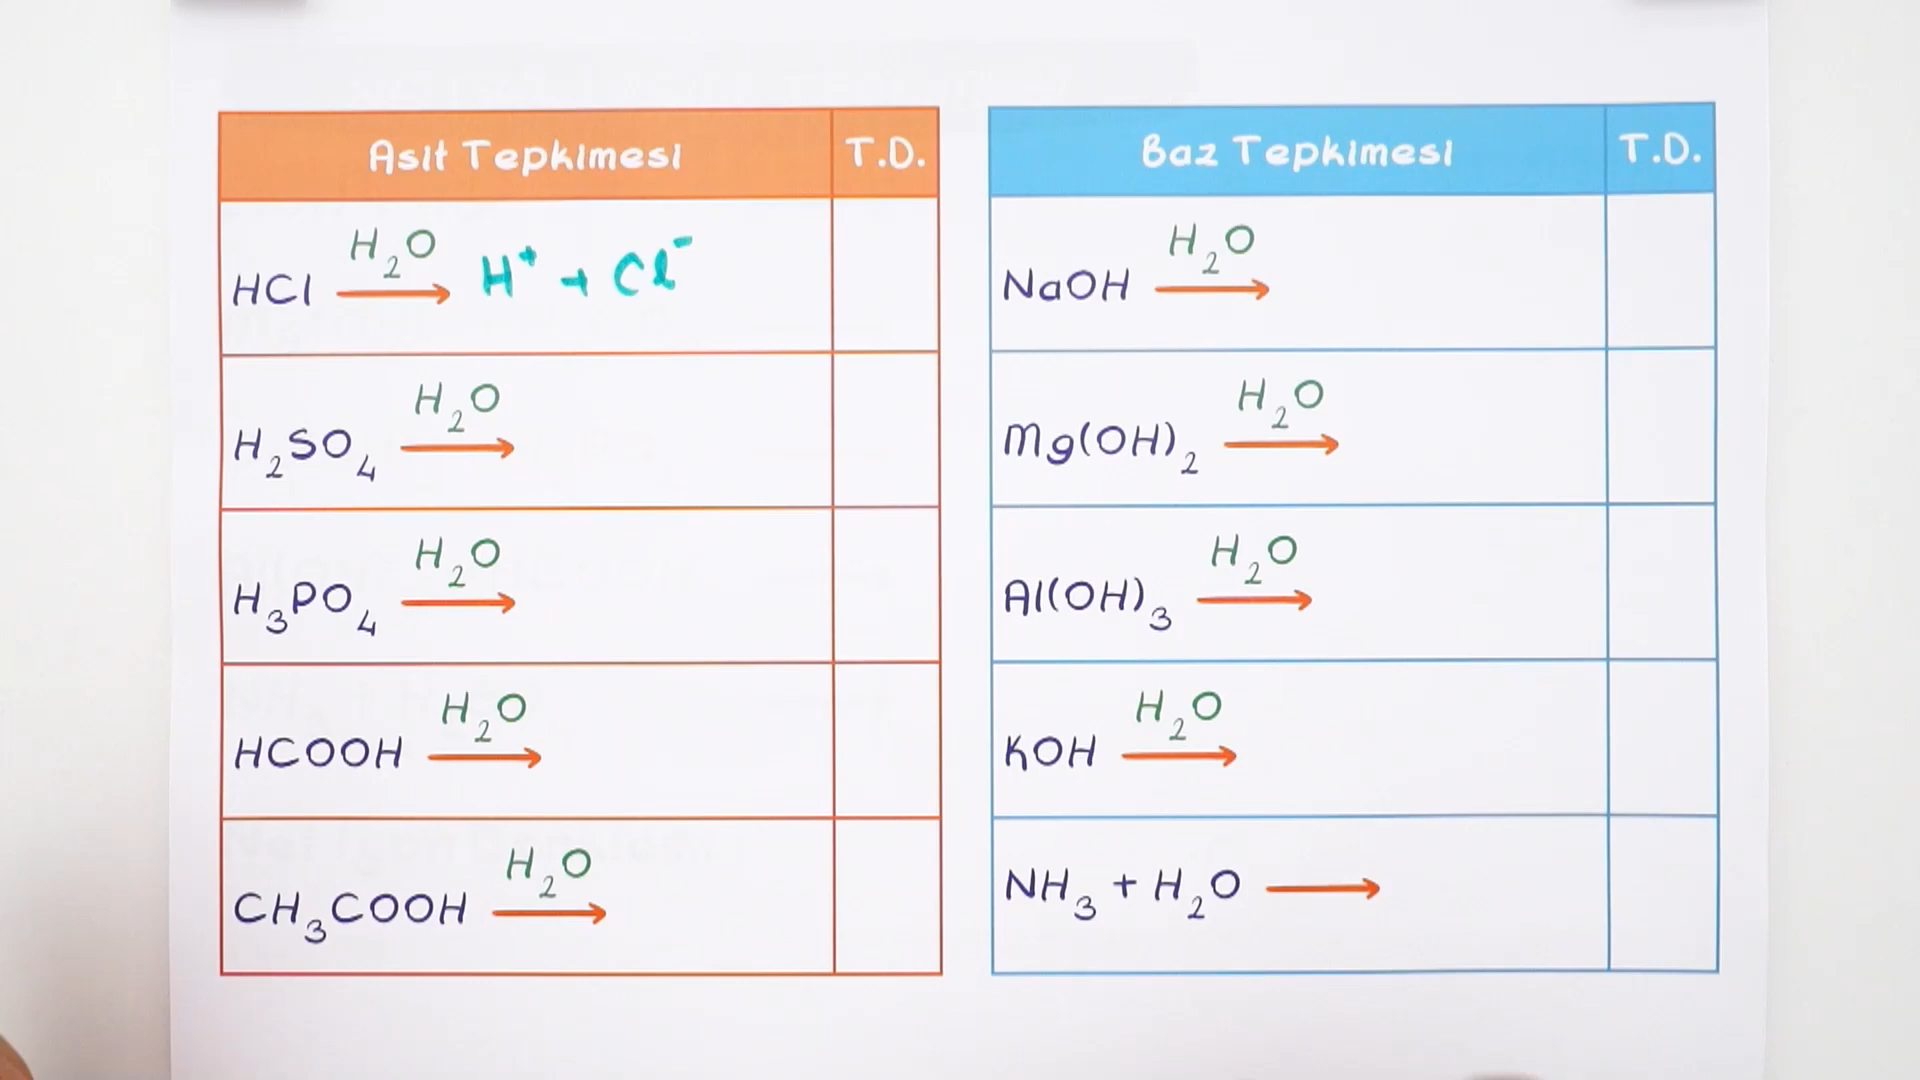 Asit Tepkimesi T.D.
HCl H₂O → H⁺ + Cl⁻
H₂SO₄ H₂O →
H₃PO₄ H₂O →
HCOOH H₂O →
CH₃COOH H₂O →
Baz Tepkimesi T.D.
NaOH H₂O →
Mg(OH)₂ H₂O →
Al(OH)₃ H₂O →
KOH H₂O →
NH₃ + H₂O →